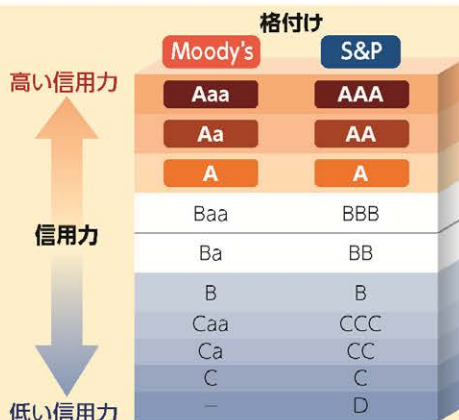 格付け
Moody's S&P
高い信用力
Aaa AAA
Aa AA
A A
Baa BBB
信用力
Ba BB
B B
Caa CCC
Ca CC
C C
低い信用力
– D